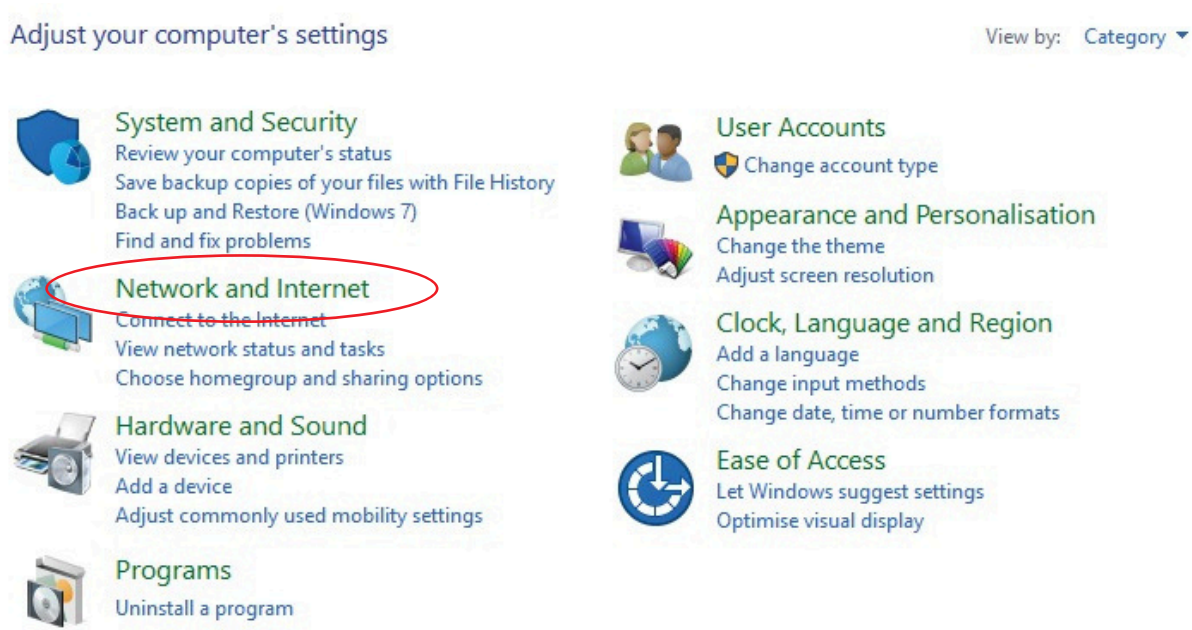 Adjust your computer's settings
View by: Category
System and Security
Review your computer's status
Save backup copies of your files with File History
Back up and Restore (Windows 7)
Find and fix problems
Network and Internet
Connect to the Internet
View network status and tasks
Choose homegroup and sharing options
Hardware and Sound
View devices and printers
Add a device
Adjust commonly used mobility settings
Programs
Uninstall a program
User Accounts
Change account type
Appearance and Personalisation
Change the theme
Adjust screen resolution
Clock, Language and Region
Add a language
Change input methods
Change date, time or number formats
Ease of Access
Let Windows suggest settings
Optimise visual display